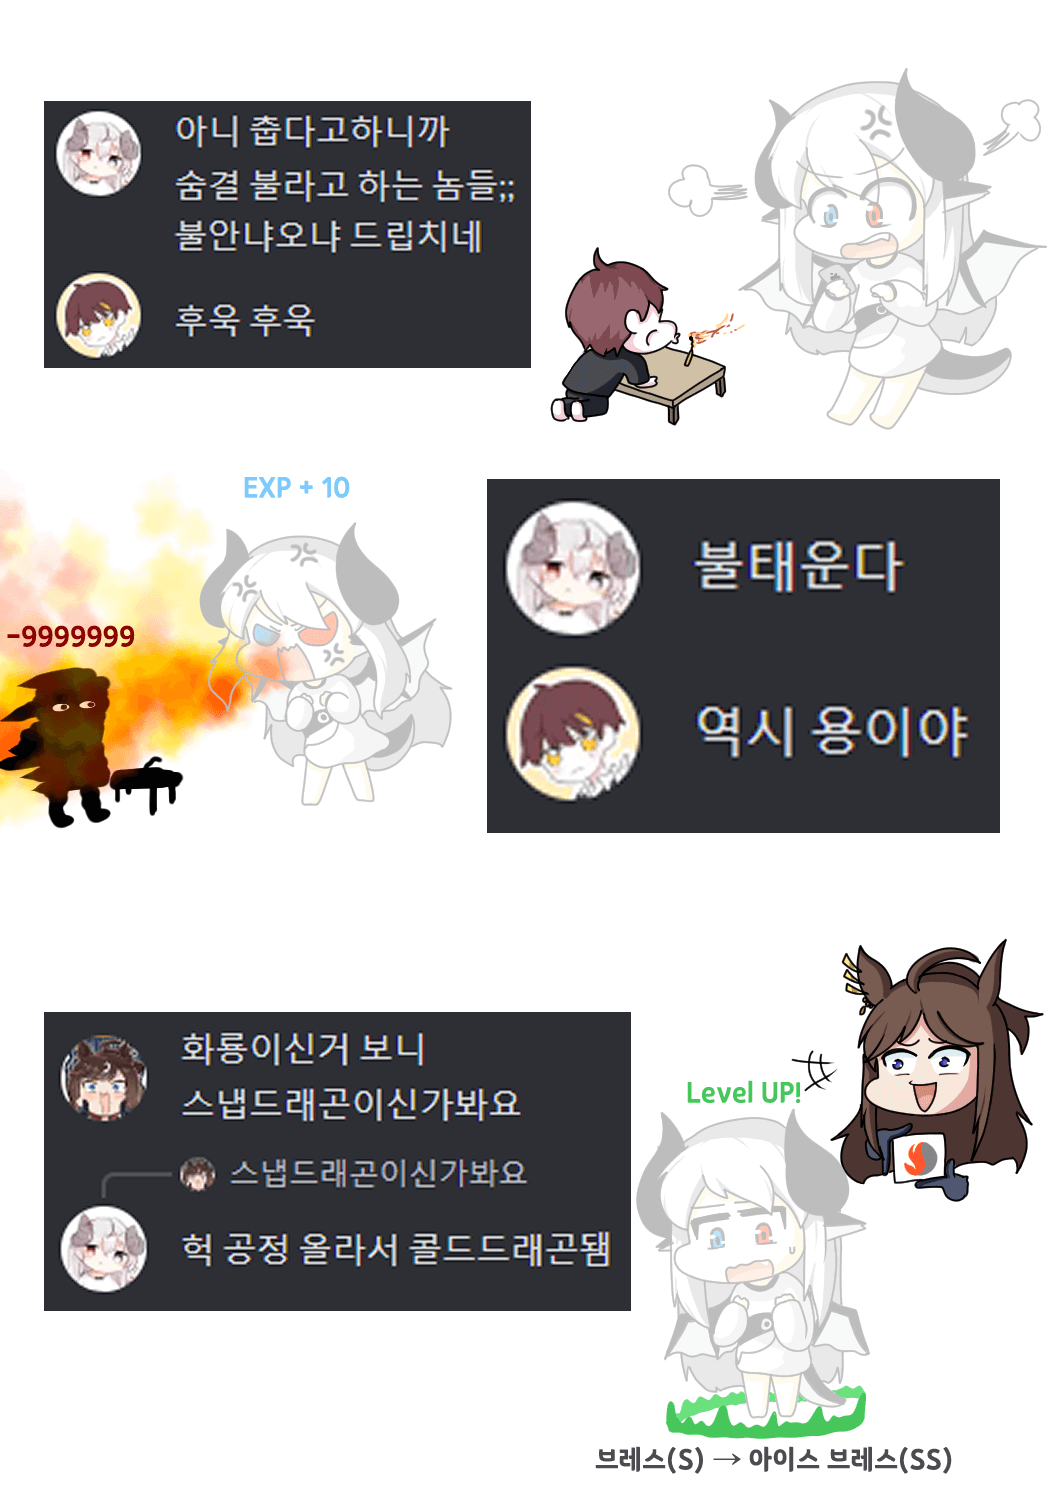 아니 춥다고하니까
숨결 불라고 하는 놈들;;
불안냐오냐 드립치네
후욱 후욱
EXP + 10
-9999999
불태운다
역시 용이야
화룡이신거 보니
스냅드래곤이신가봐요
스냅드래곤이신가봐요
헉 공정 올라서 콜드드래곤됌
Level UP!
브레스(S) → 아이스 브레스(SS)